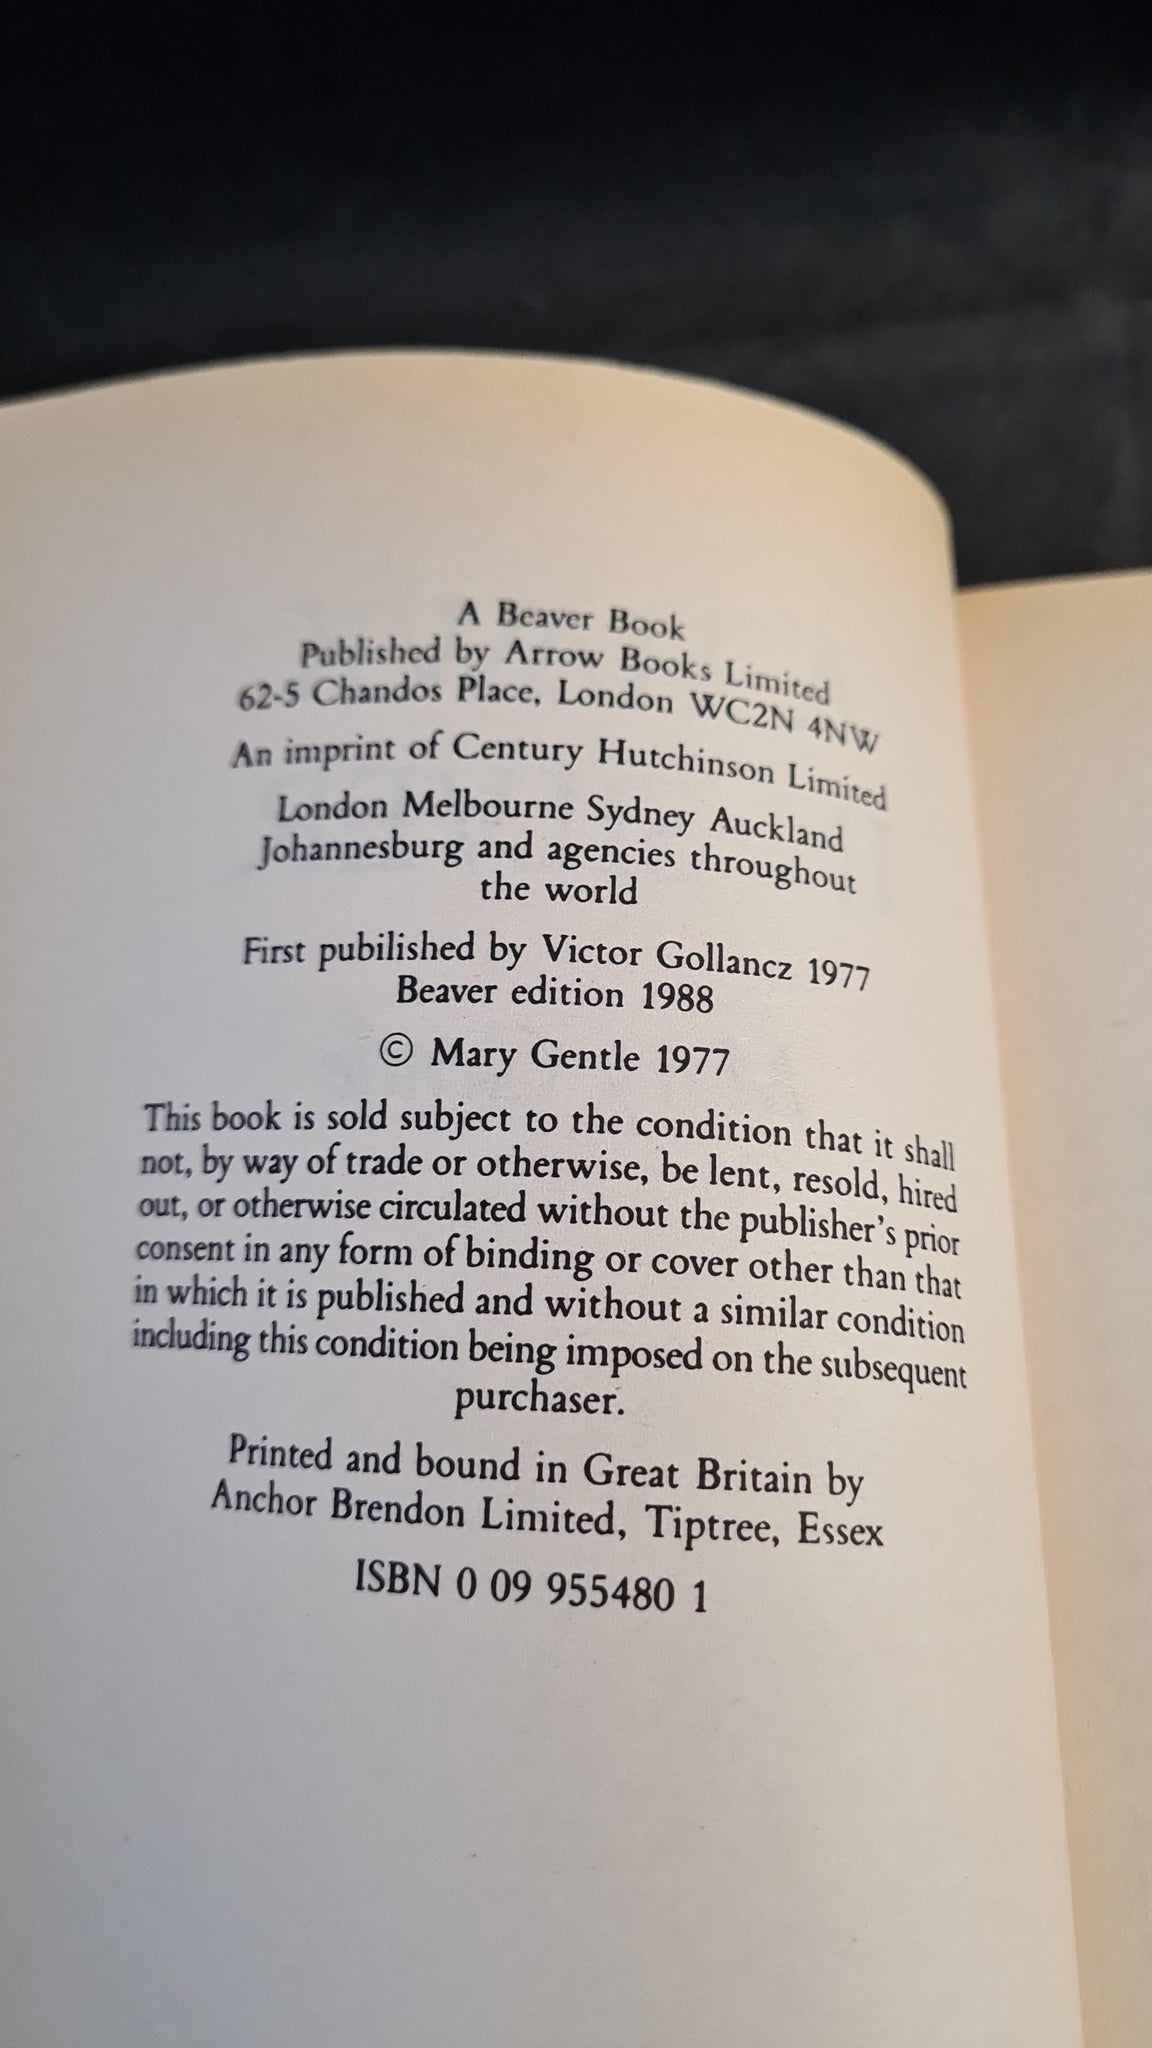 A Beaver Book
Published by Arrow Books Limited
62-5 Chandos Place, London WC2N 4NW
An imprint of Century Hutchinson Limited
London Melbourne Sydney Auckland
Johannesburg and agencies throughout
the world
First pubilished by Victor Gollancz 1977
Beaver edition 1988
© Mary Gentle 1977
This book is sold subject to the condition that it shall
not, by way of trade or otherwise, be lent, resold, hired
out, or otherwise circulated without the publisher's prior
consent in any form of binding or cover other than that
in which it is published and without a similar condition
including this condition being imposed on the subsequent
purchaser.
Printed and bound in Great Britain by
Anchor Brendon Limited, Tiptree, Essex
ISBN 0 09 955480 1